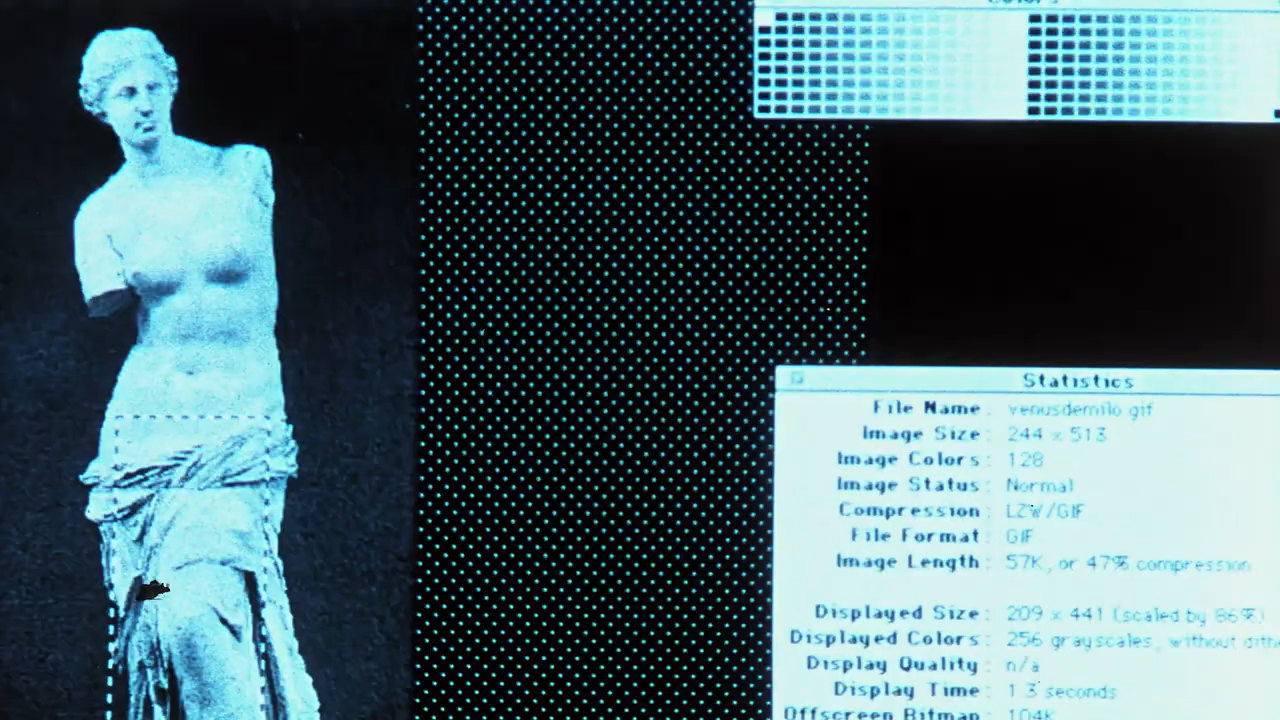 Colors
Statistics
File Name: venusdemilo.gif
Image Size: 244 x 513
Image Colors: 128
Image Status: Normal
Compression: LZW/GIF
File Format: GIF
Image Length: 57K, or 47% compression
Displayed Size: 209 x 441 (scaled by 86%)
Displayed Colors: 256 grayscales, without dith
Display Quality: n/a
Display Time: 1.3 seconds
Offscreen Bitmap: 104K